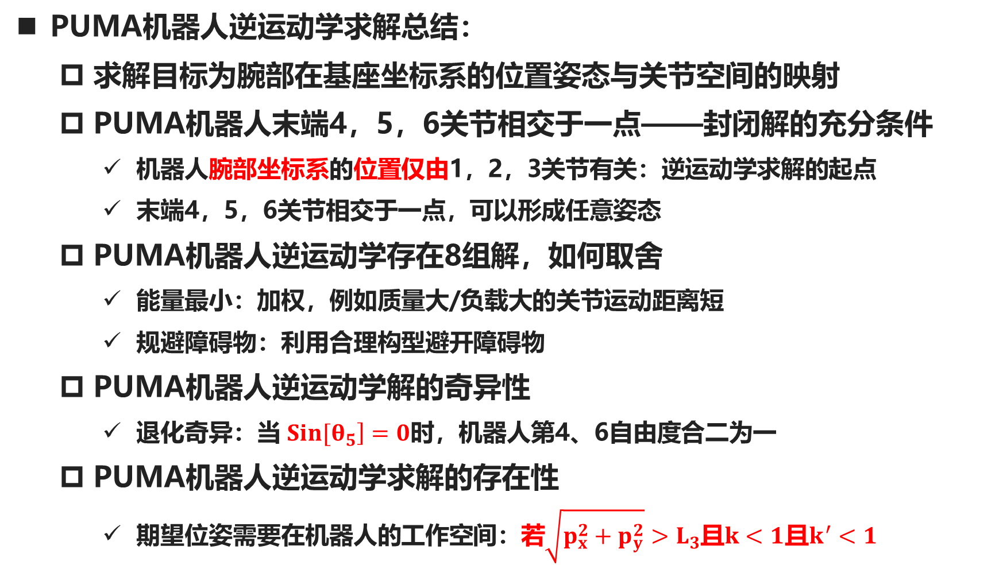 ■ PUMA机器人逆运动学求解总结：
❑ 求解目标为腕部在基座坐标系的位置姿态与关节空间的映射
❑ PUMA机器人末端4，5，6关节相交于一点——封闭解的充分条件
✓ 机器人腕部坐标系的位置仅由1，2，3关节有关：逆运动学求解的起点
✓ 末端4，5，6关节相交于一点，可以形成任意姿态
❑ PUMA机器人逆运动学存在8组解，如何取舍
✓ 能量最小：加权，例如质量大/负载大的关节运动距离短
✓ 规避障碍物：利用合理构型避开障碍物
❑ PUMA机器人逆运动学解的奇异性
✓ 退化奇异：当 Sin[θ₅] = 0时，机器人第4、6自由度合二为一
❑ PUMA机器人逆运动学求解的存在性
✓ 期望位姿需要在机器人的工作空间：若√(pₓ² + p_y²) > L₃且k < 1且k′ < 1